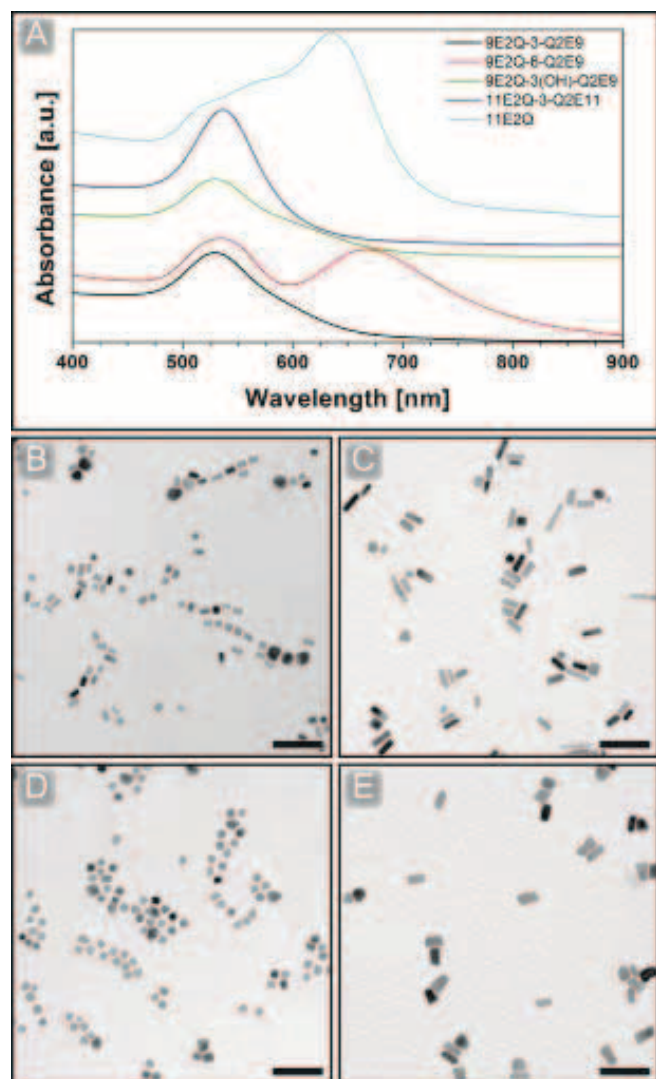 A
9E2Q-3-Q2E9
9E2Q-6-Q2E9
9E2Q-3(OH)-Q2E9
11E2Q-3-Q2E11
11E2Q
Absorbance [a.u.]
400 500 600 700 800 900
Wavelength [nm]
B
C
D
E